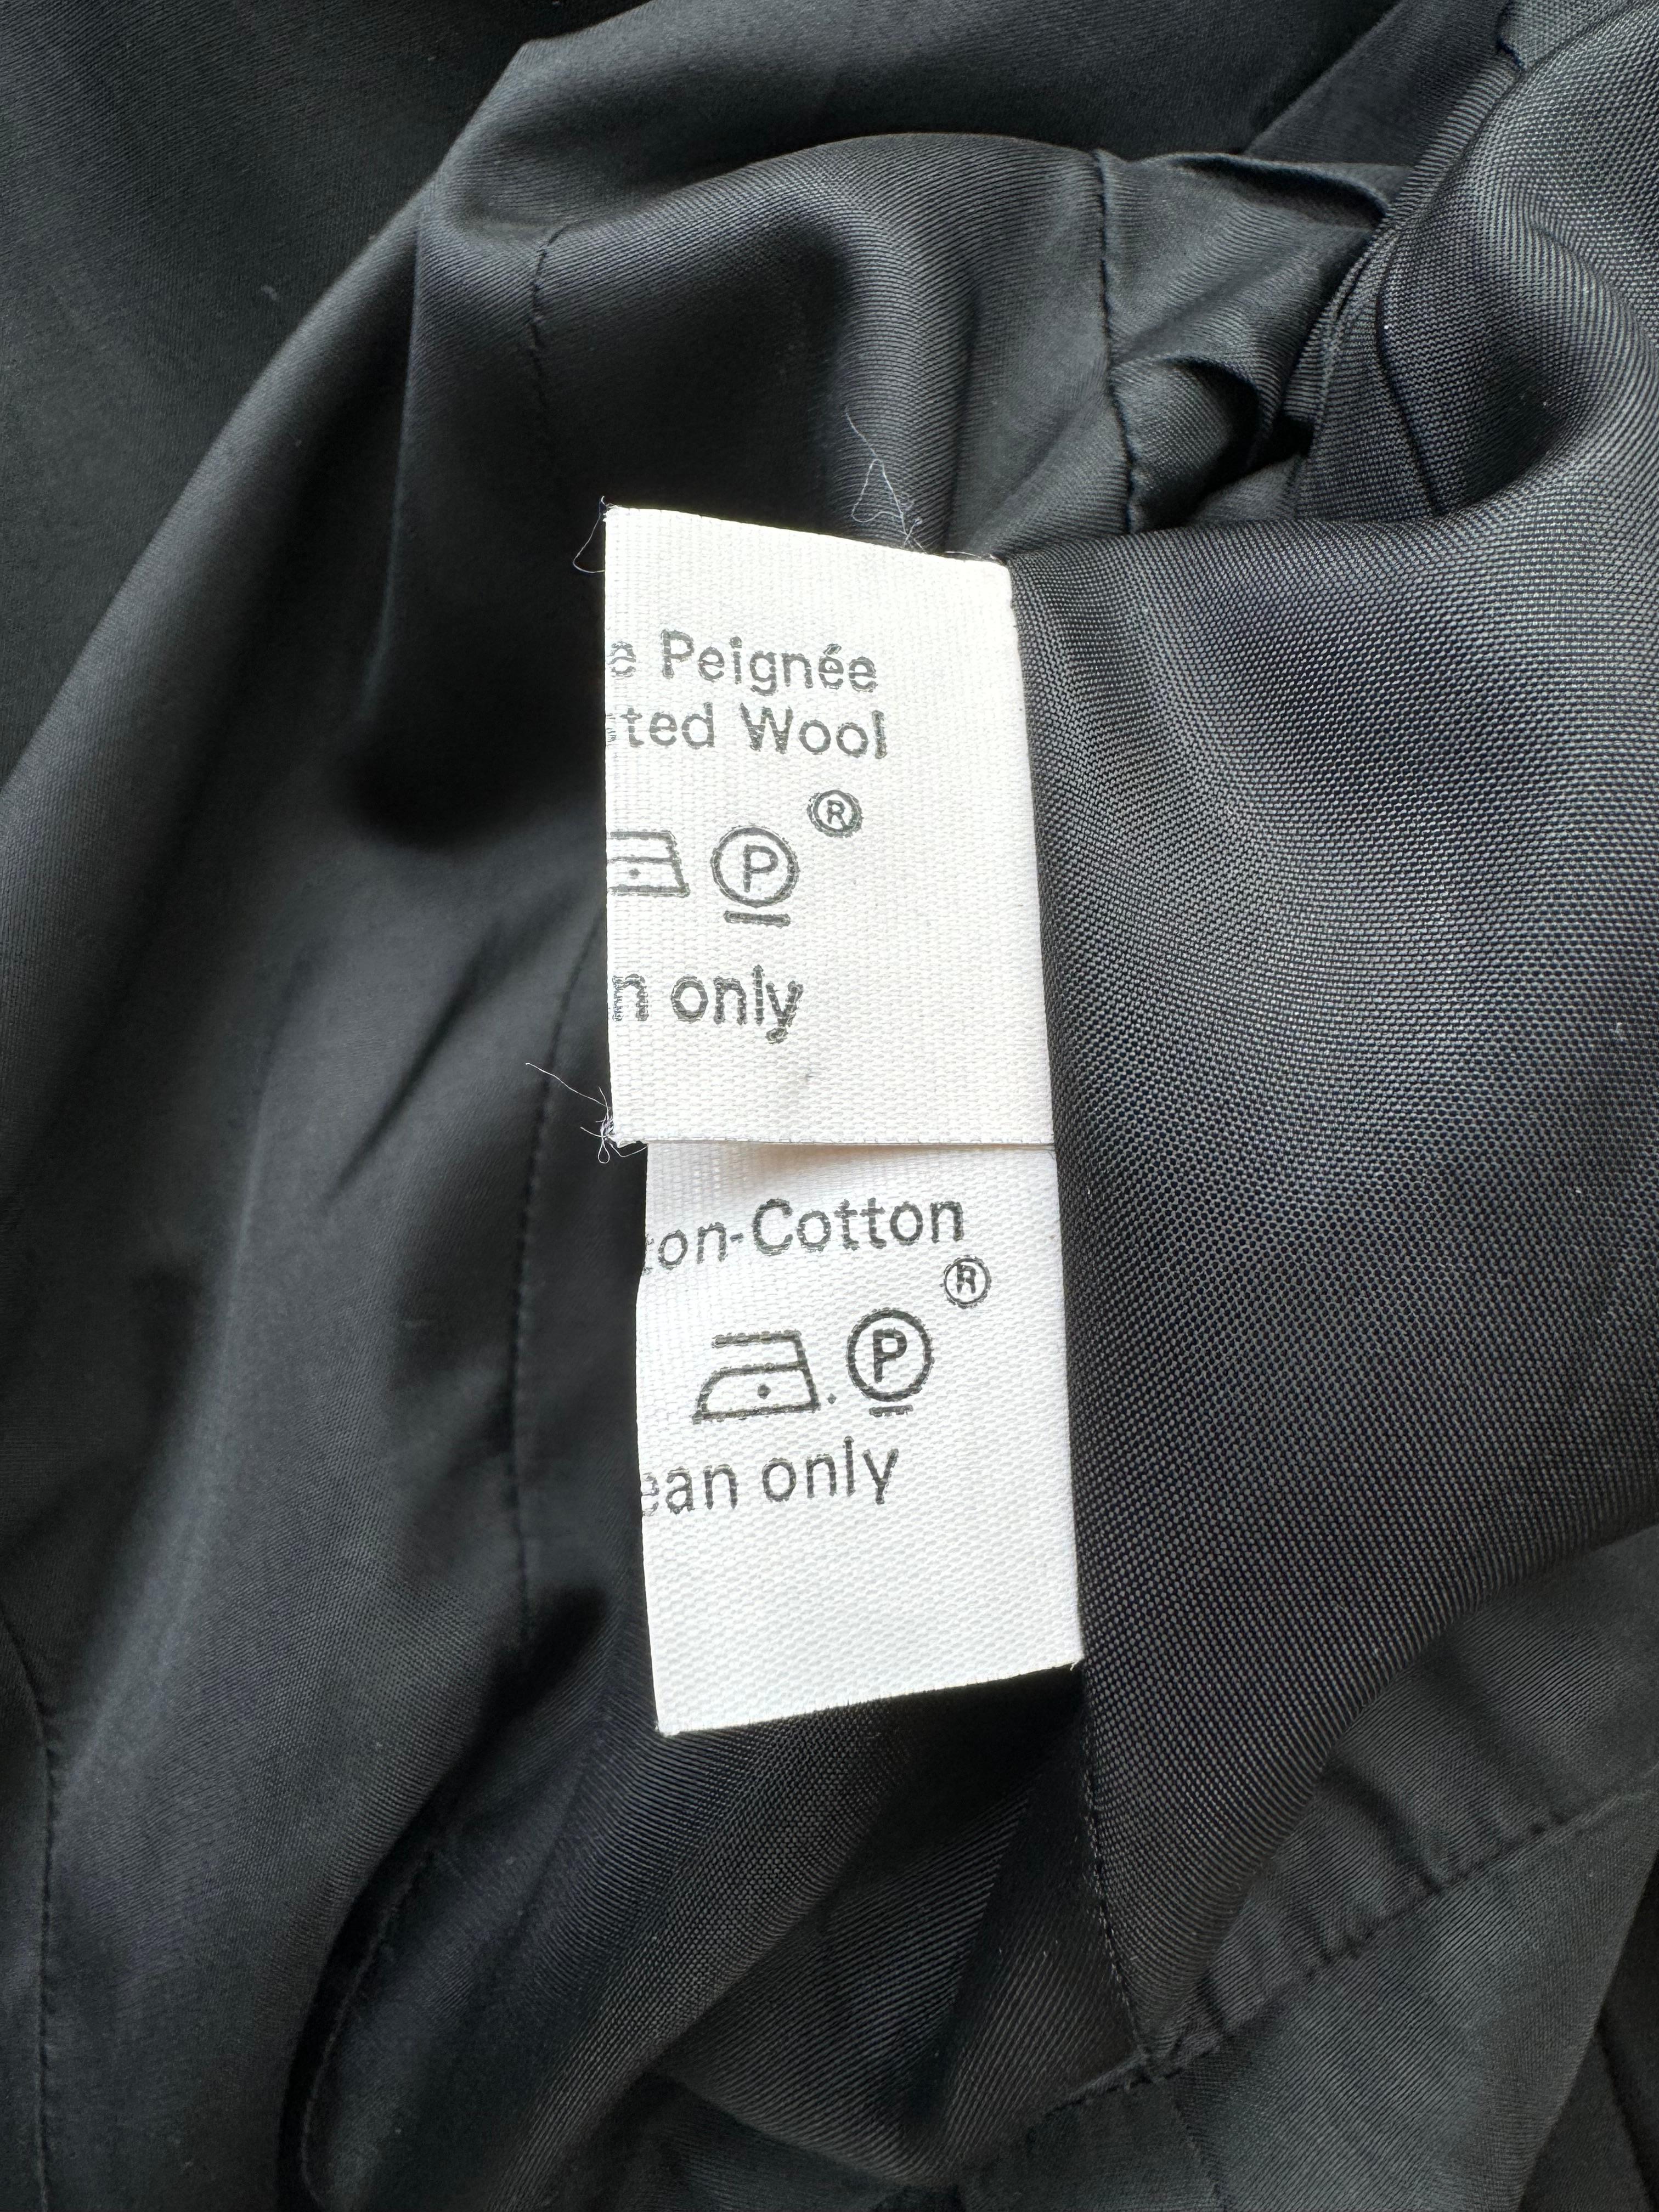 e Peignée
sted Wool
®
P
n only
ton-Cotton
®
P
ean only